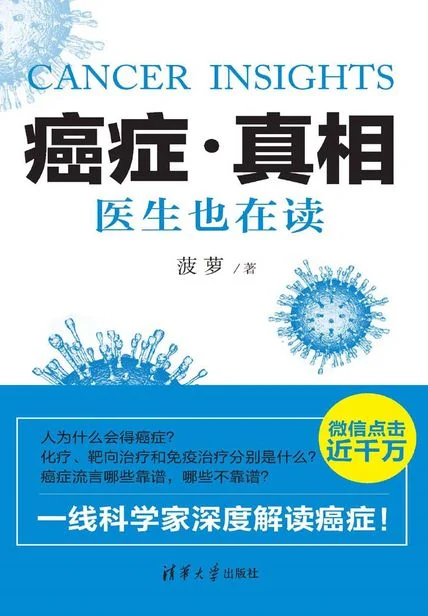 CANCER INSIGHTS
癌症·真相
医生也在读
菠萝/著
人为什么会得癌症?
化疗、靶向治疗和免疫治疗分别是什么?
癌症流言哪些靠谱,哪些不靠谱?
微信点击
近千万
一线科学家深度解读癌症!
清华大学出版社